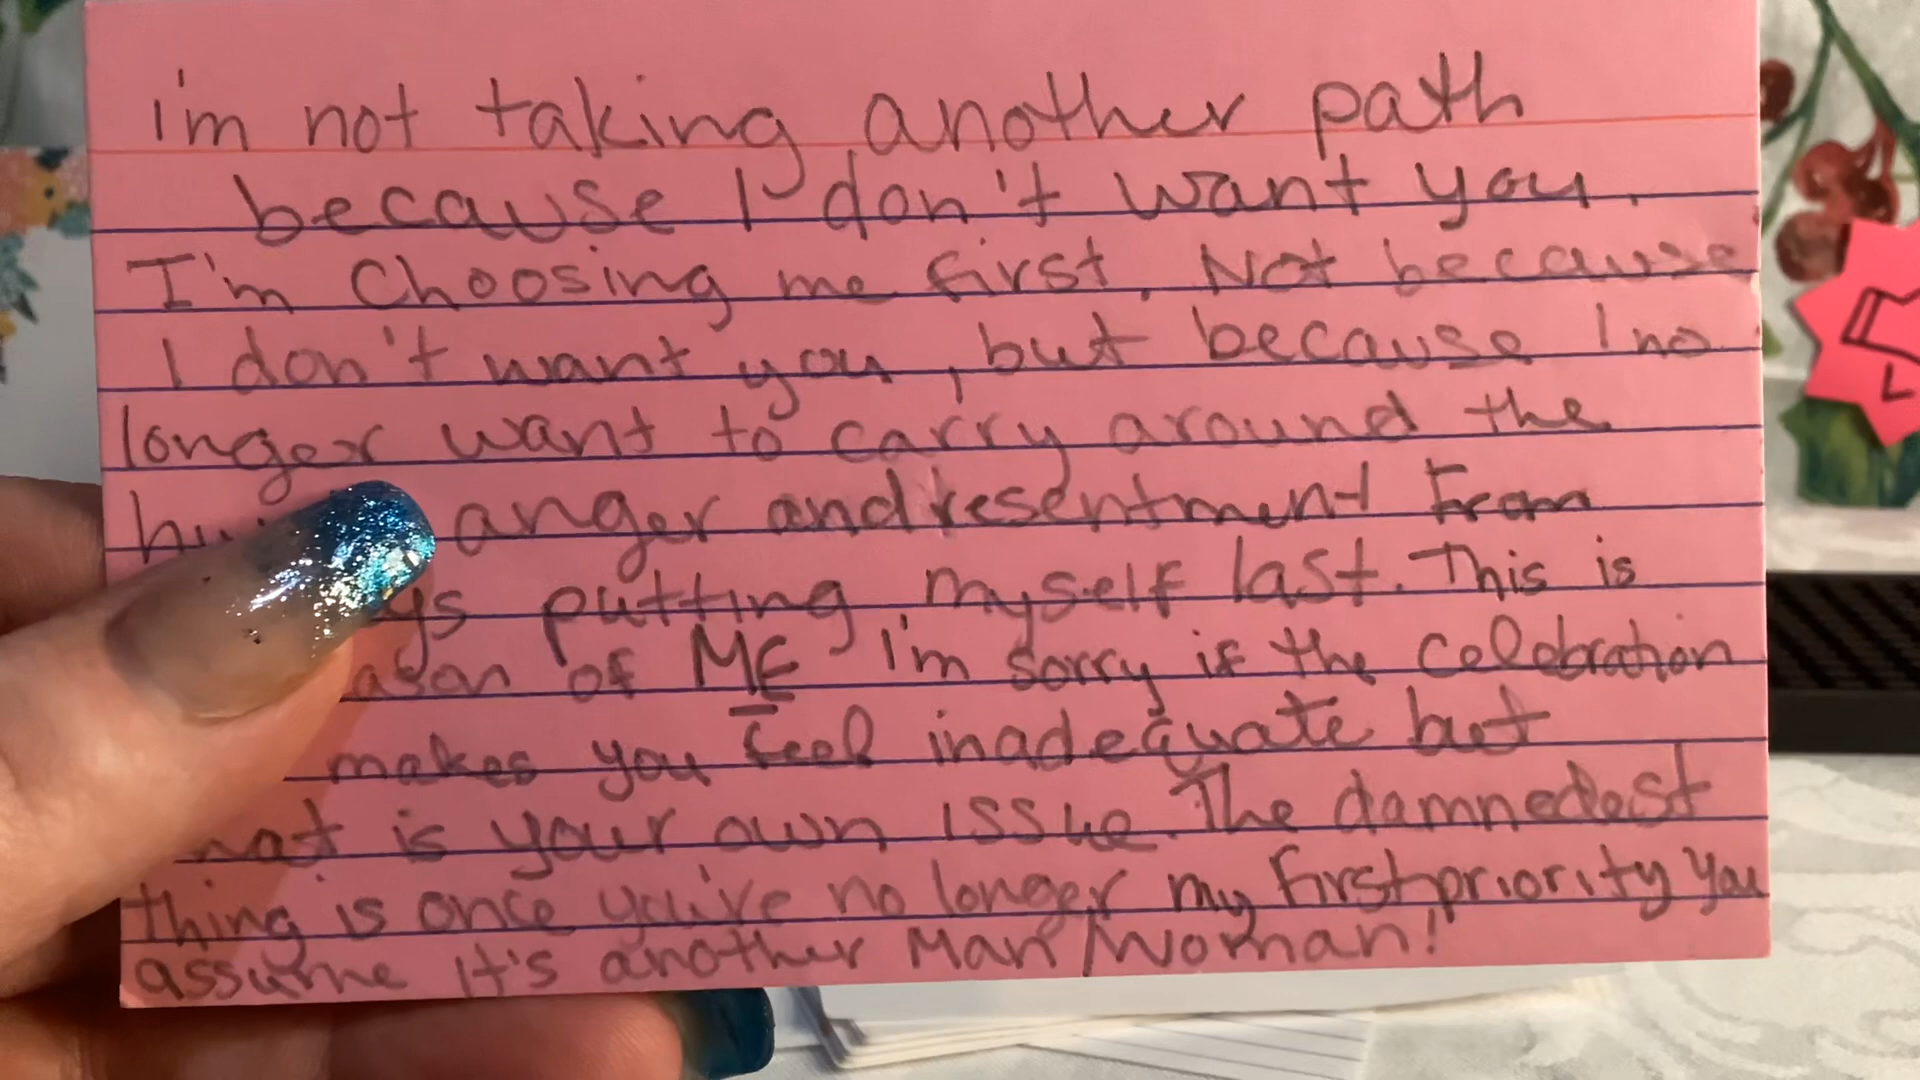 i'm not taking another path
because I don't want you.
I'm choosing me first. Not because
I don't want you, but because I no
longer want to carry around the
anger and resentment from
putting myself last. This is
of ME I'm sorry if the celebration
makes you feel inadequate but
is your own issue. The damnedest
thing is once you're no longer my first priority you
assume it's another Man/Woman!